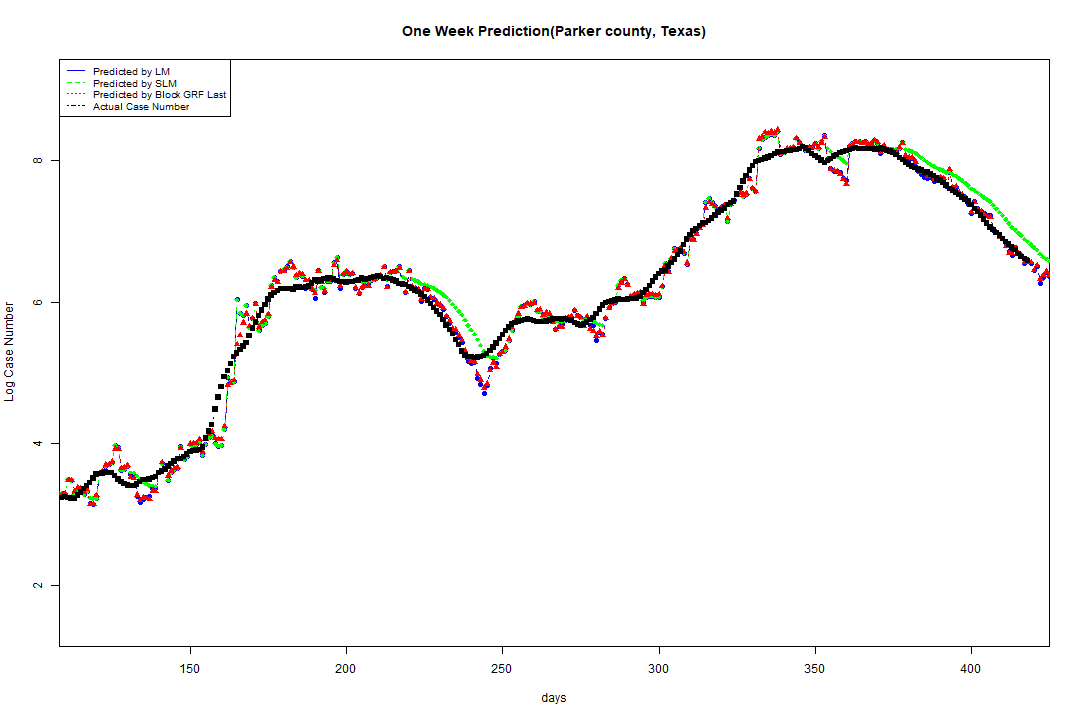 One Week Prediction(Parker county, Texas)
Predicted by LM
Predicted by SLM
Predicted by Block GRF Last
Actual Case Number
Log Case Number
8
6
4
2
150 200 250 300 350 400
days